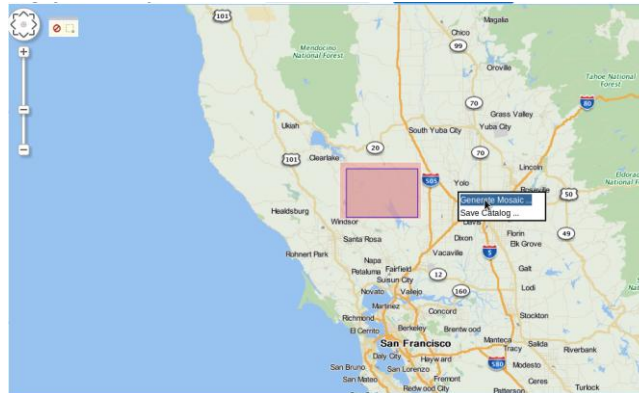 101
Magalia
Chico
99
Mendocino
National Forest
Oroville
Tahoe National
Forest
70
80
Grass Valley
South Yuba City
Yuba City
Ukiah
20
70
101
Clearlake
Lincoln
505
Yolo
Roseville
Eldorado
50
Generate Mosaic ...
Save Catalog ...
Healdsburg
Windsor
Davis
Florin
49
Santa Rosa
Dixon
Elk Grove
Rohnert Park
Vacaville
5
Napa
Galt
Petaluma
Fairfield
12
Suisun City
Lodi
Novato
Vallejo
160
Martinez
Concord
Stockton
Richmond
El Cerrito
Berkeley
Brentwood
San Francisco
Manteca
Tracy
Salida
Riverbank
Daly City
Hayward
580
Modesto
San Bruno
San Lorenzo
San Mateo
Fremont
Ceres
Redwood City
Patterson
Turlock